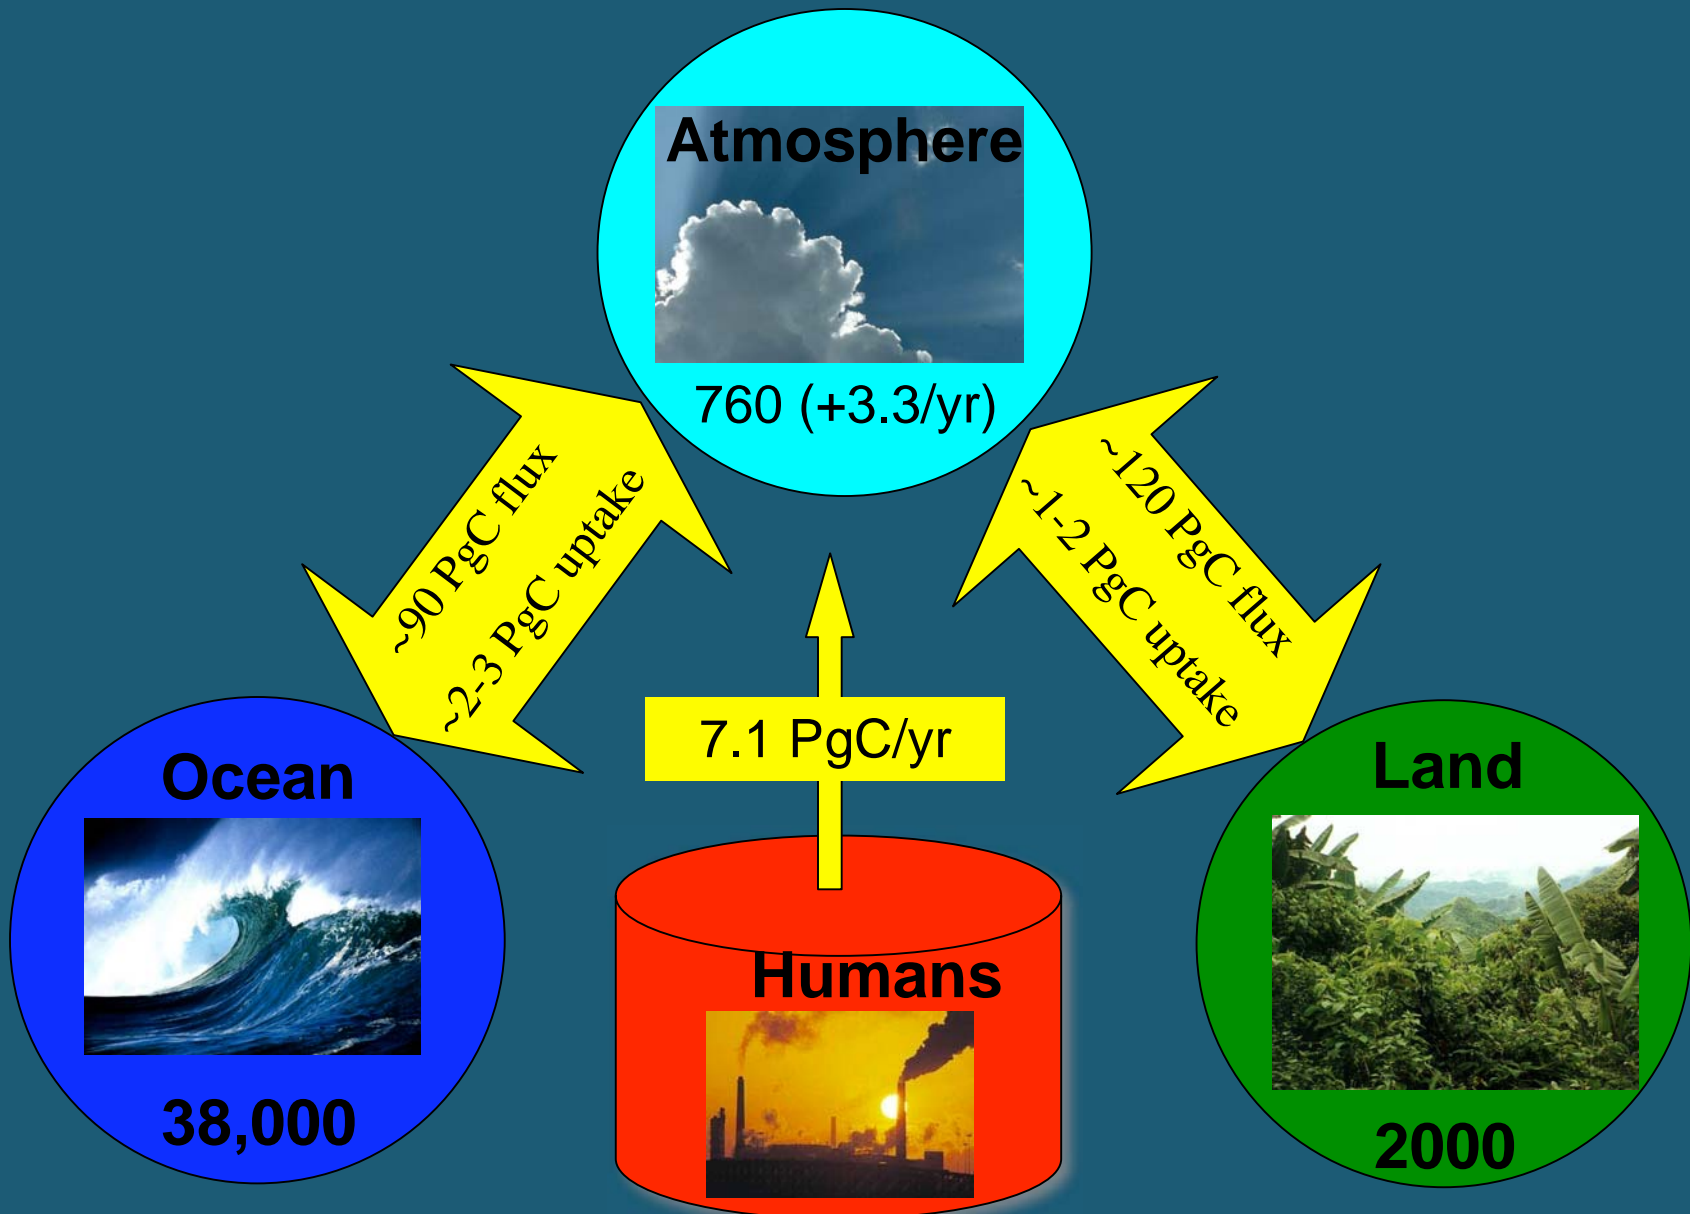 Atmosphere
760 (+3.3/yr)
~90 PgC flux
~2-3 PgC uptake
~120 PgC flux
~1-2 PgC uptake
7.1 PgC/yr
Ocean
38,000
Humans
Land
2000